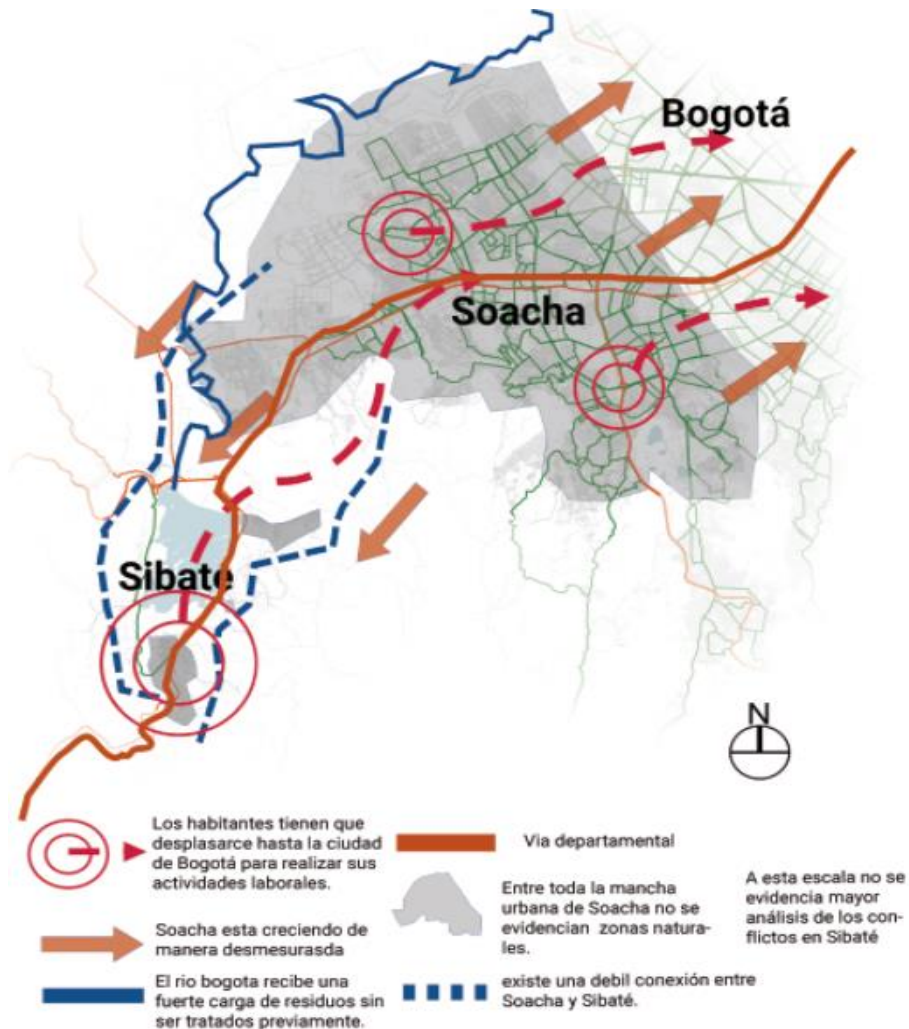 Bogotá
Soacha
Sibate
N
Los habitantes tienen que
desplasarce hasta la ciudad
de Bogotá para realizar sus
actividades laborales.
Via departamental
Soacha esta creciendo de
manera desmesurasda
Entre toda la mancha
urbana de Soacha no se
evidencian zonas natura-
les.
A esta escala no se
evidencia mayor
análisis de los con-
flictos en Sibaté
El rio bogota recibe una
fuerte carga de residuos sin
ser tratados previamente.
existe una debil conexión entre
Soacha y Sibaté.